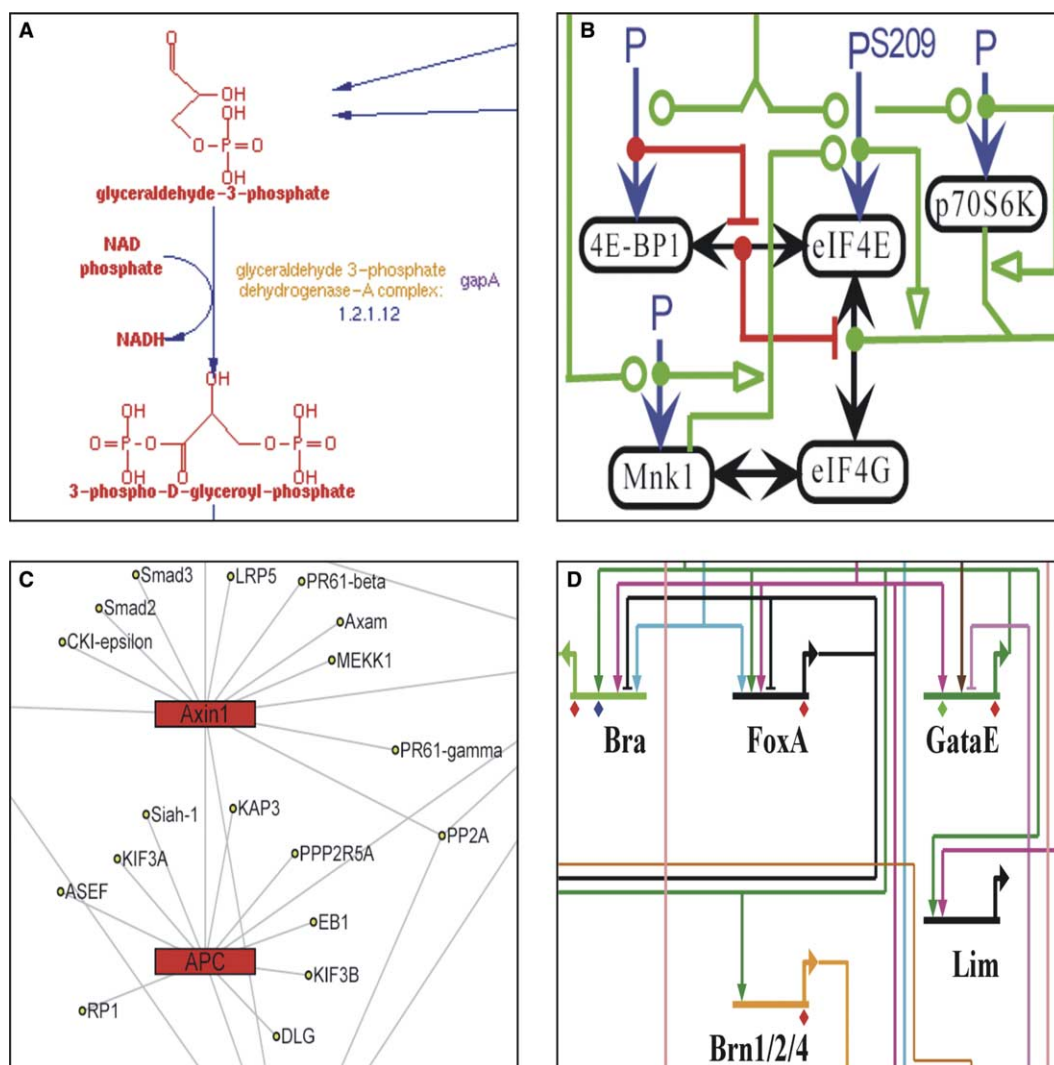 A
O
OH
OH
O-P=O
OH
glyceraldehyde-3-phosphate
NAD
phosphate
glyceraldehyde 3-phosphate
dehydrogenase-A complex:
1.2.1.12
gapA
NADH
OH
OH
OH
O=P-O
O-P=O
OH
O
OH
3-phospho-D-glyceroyl-phosphate
B
P
PS209
P
p70S6K
4E-BP1
eIF4E
P
Mnk1
eIF4G
C
Smad3
LRP5
PR61-beta
Smad2
Axam
CKI-epsilon
MEKK1
Axin1
PR61-gamma
Siah-1
KAP3
PP2A
KIF3A
PPP2R5A
ASEF
EB1
APC
KIF3B
RP1
DLG
D
Bra
FoxA
GataE
Lim
Brn1/2/4